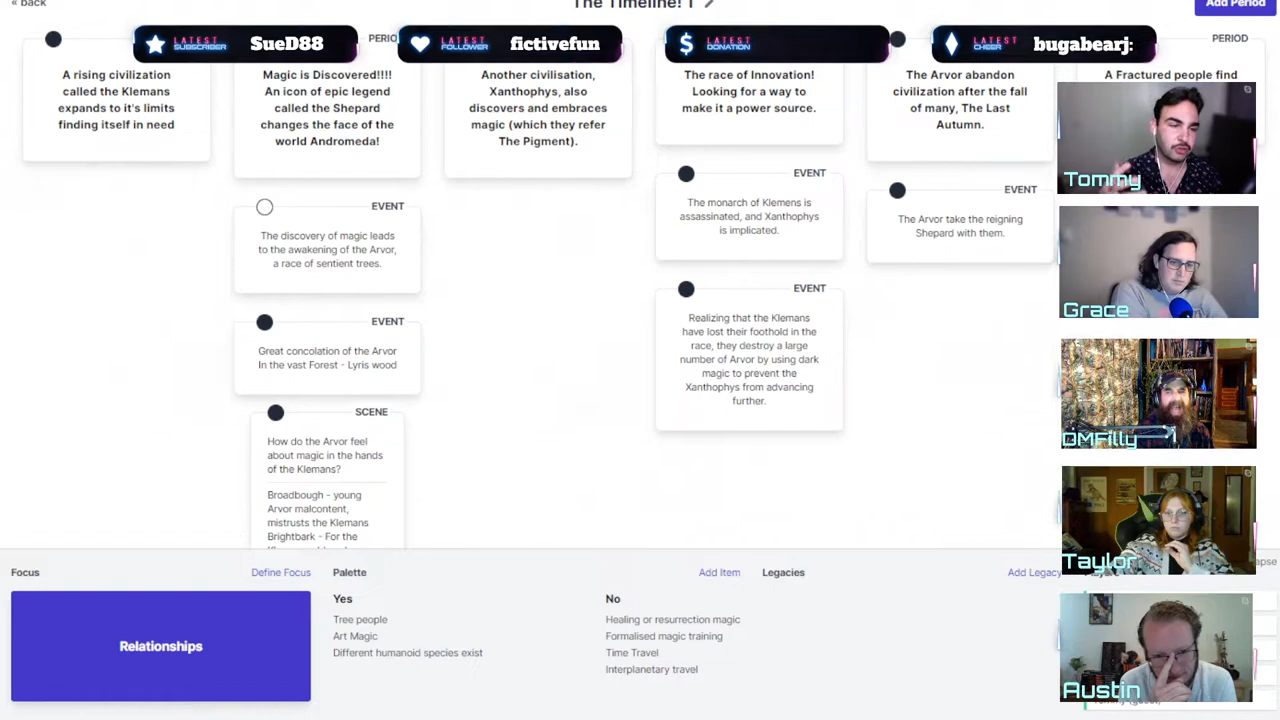 « back
The Timeline! 1
Add Period
LATEST SUBSCRIBER SueD88
PERIO
LATEST FOLLOWER fictivefun
LATEST DONATION
LATEST CHEER bugabearj:
PERIOD
A rising civilization
called the Klemans
expands to it's limits
finding itself in need
Magic is Discovered!!!!
An icon of epic legend
called the Shepard
changes the face of the
world Andromeda!
Another civilisation,
Xanthophys, also
discovers and embraces
magic (which they refer
The Pigment).
The race of Innovation!
Looking for a way to
make it a power source.
The Arvor abandon
civilization after the fall
of many, The Last
Autumn.
A Fractured people find
EVENT
The discovery of magic leads
to the awakening of the Arvor,
a race of sentient trees.
EVENT
Great concolation of the Arvor
In the vast Forest - Lyris wood
SCENE
How do the Arvor feel
about magic in the hands
of the Klemans?
Broadbough - young
Arvor malcontent,
mistrusts the Klemans
Brightbark - For the
EVENT
The monarch of Klemens is
assassinated, and Xanthophys
is implicated.
EVENT
Realizing that the Klemans
have lost their foothold in the
race, they destroy a large
number of Arvor by using dark
magic to prevent the
Xanthophys from advancing
further.
EVENT
The Arvor take the reigning
Shepard with them.
Tommy
Grace
DMFilly
Taylor
Austin
Focus
Define Focus
Relationships
Palette
Add Item
Yes
Tree people
Art Magic
Different humanoid species exist
No
Healing or resurrection magic
Formalised magic training
Time Travel
Interplanetary travel
Legacies
Add Legacy
apse